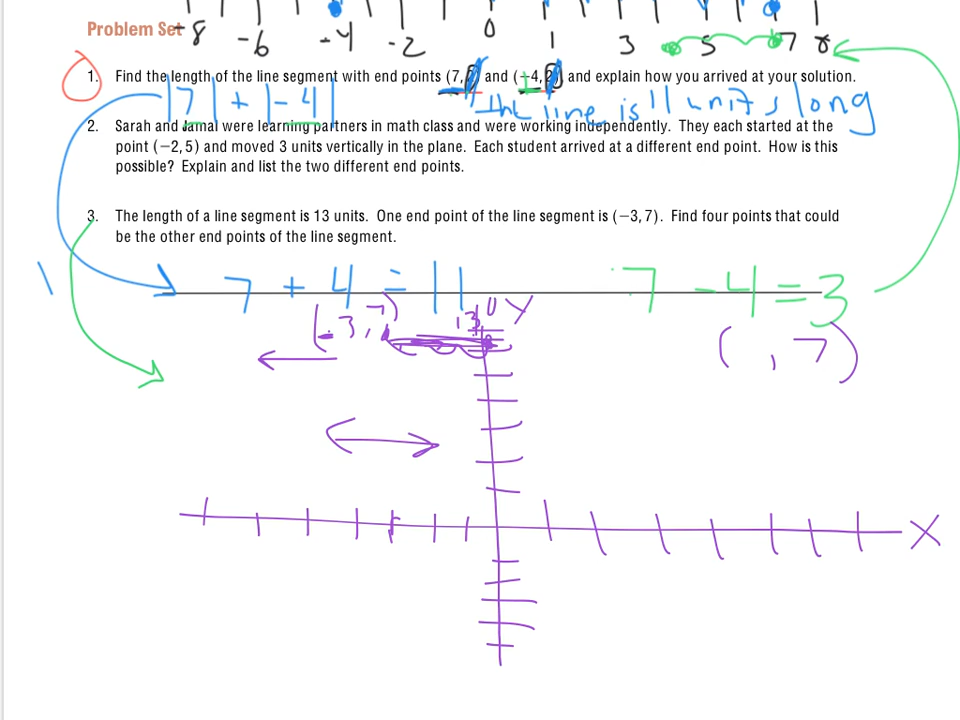 Problem Set
-8 -6 -4 -2 0 1 3 5 7 8
1. Find the length of the line segment with end points (7, and (−4, and explain how you arrived at your solution.
|7| + |-4| The line is 11 units long
2. Sarah and Jamal were learning partners in math class and were working independently. They each started at the
point (−2, 5) and moved 3 units vertically in the plane. Each student arrived at a different end point. How is this
possible? Explain and list the two different end points.
3. The length of a line segment is 13 units. One end point of the line segment is (−3, 7). Find four points that could
be the other end points of the line segment.
7 + 4 = 11 7 - 4 = 3
(-3, 7) Y
( , 7)
X